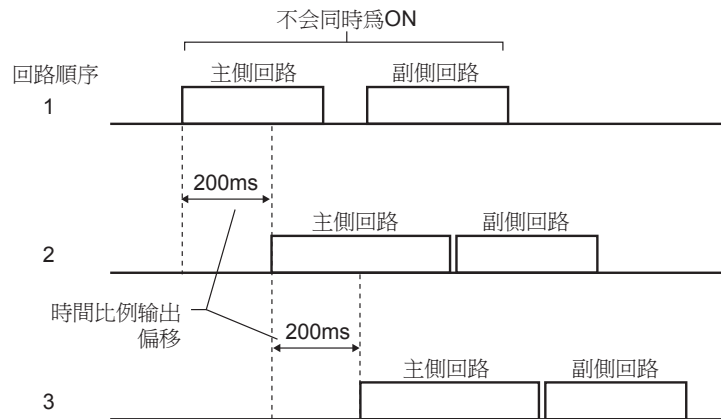 不会同時爲ON
回路順序
主側回路
副側回路
1
200ms
主側回路
副側回路
2
時間比例输出
偏移
200ms
主側回路
副側回路
3